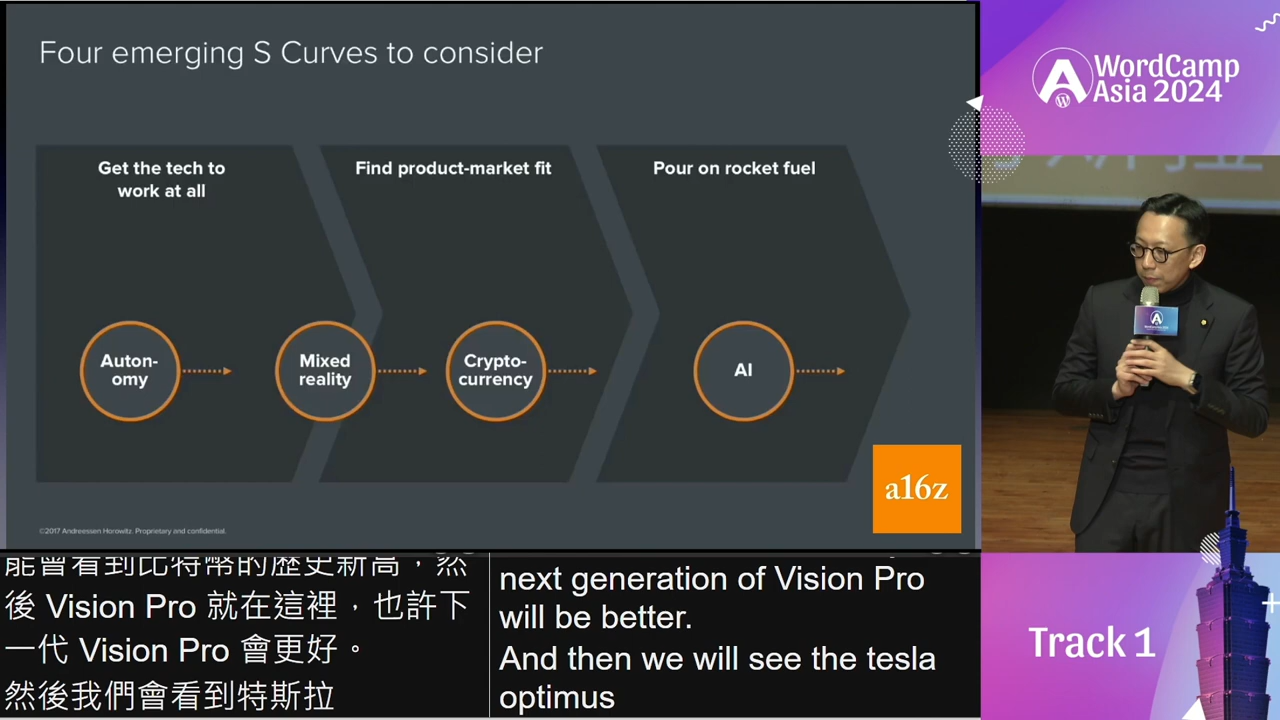 Four emerging S Curves to consider
Get the tech to
work at all
Find product-market fit
Pour on rocket fuel
Auton-
omy
Mixed
reality
Crypto-
currency
AI
a16z
©2017 Andreessen Horowitz. Proprietary and confidential.
WordCamp
Asia 2024
能會看到比特幣的歷史新高，然
後 Vision Pro 就在這裡，也許下
一代 Vision Pro 會更好。
然後我們會看到特斯拉
next generation of Vision Pro
will be better.
And then we will see the tesla
optimus
Track 1